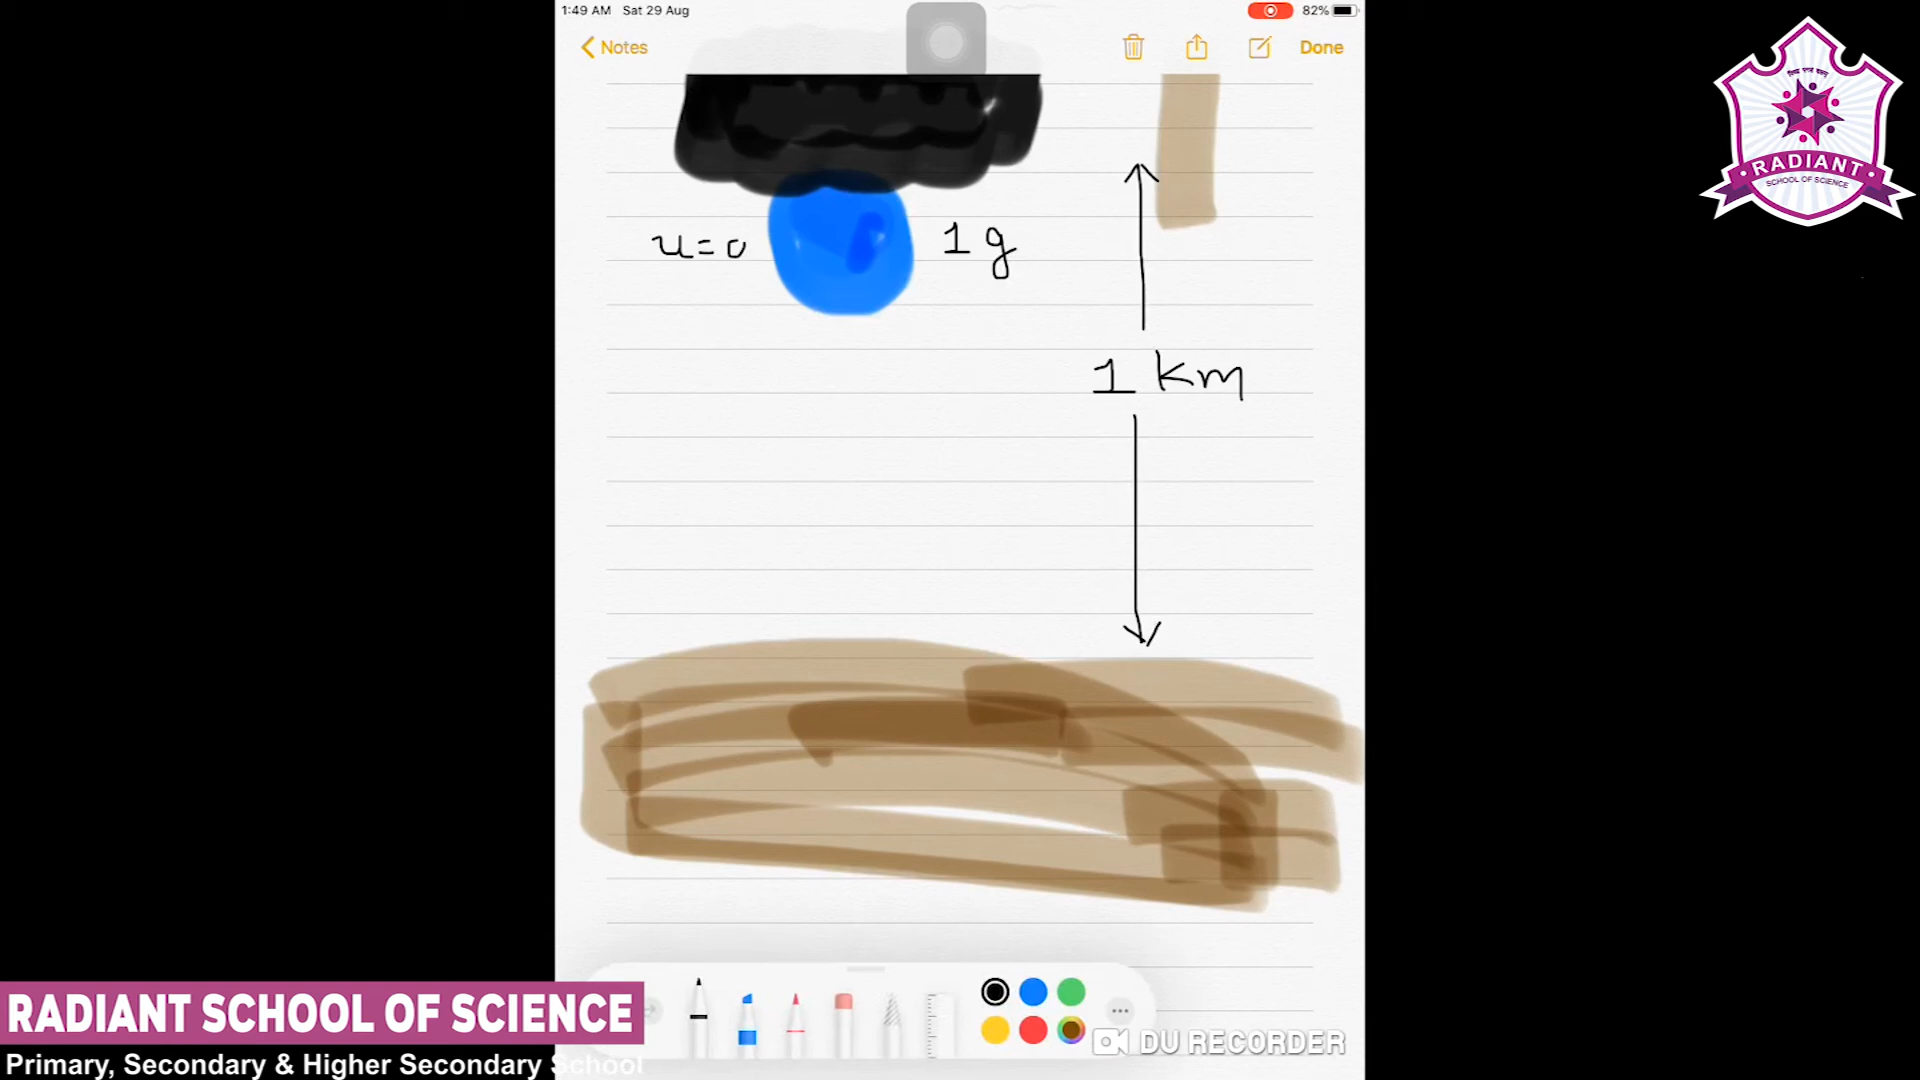 1:49 AM Sat 29 Aug
82%
Notes
Done
u=0
1 g
1 km
RADIANT
SCHOOL OF SCIENCE
RADIANT SCHOOL OF SCIENCE
Primary, Secondary & Higher Secondary School
DU RECORDER